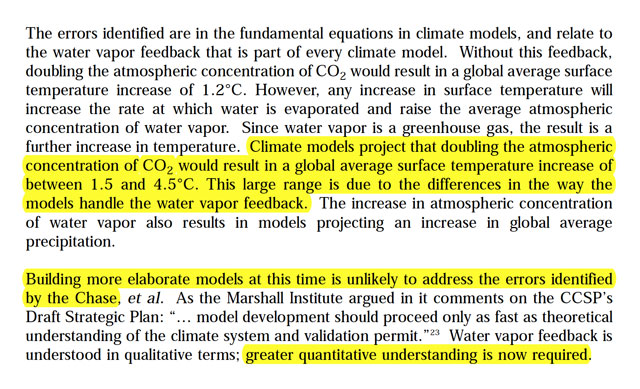 The errors identified are in the fundamental equations in climate models, and relate to
the water vapor feedback that is part of every climate model.  Without this feedback,
doubling the atmospheric concentration of CO₂ would result in a global average surface
temperature increase of 1.2°C.  However, any increase in surface temperature will
increase the rate at which water is evaporated and raise the average atmospheric
concentration of water vapor.  Since water vapor is a greenhouse gas, the result is a
further increase in temperature.  Climate models project that doubling the atmospheric
concentration of CO₂ would result in a global average surface temperature increase of
between 1.5 and 4.5°C.  This large range is due to the differences in the way the
models handle the water vapor feedback.  The increase in atmospheric concentration
of water vapor also results in models projecting an increase in global average
precipitation.
Building more elaborate models at this time is unlikely to address the errors identified
by the Chase, et al.  As the Marshall Institute argued in it comments on the CCSP’s
Draft Strategic Plan: “… model development should proceed only as fast as theoretical
understanding of the climate system and validation permit.”²³  Water vapor feedback is
understood in qualitative terms; greater quantitative understanding is now required.